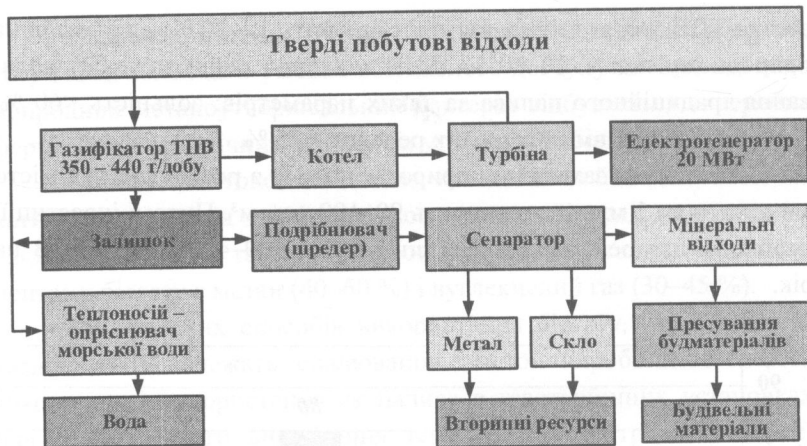 Тверді побутові відходи
Газифікатор ТПВ
350 – 440 т/добу
Котел
Турбіна
Електрогенератор
20 МВт
Залишок
Подрібнювач
(шредер)
Сепаратор
Мінеральні
відходи
Теплоносій –
опріснювач
морської води
Метал
Скло
Пресування
будматеріалів
Вода
Вторинні ресурси
Будівельні
матеріали